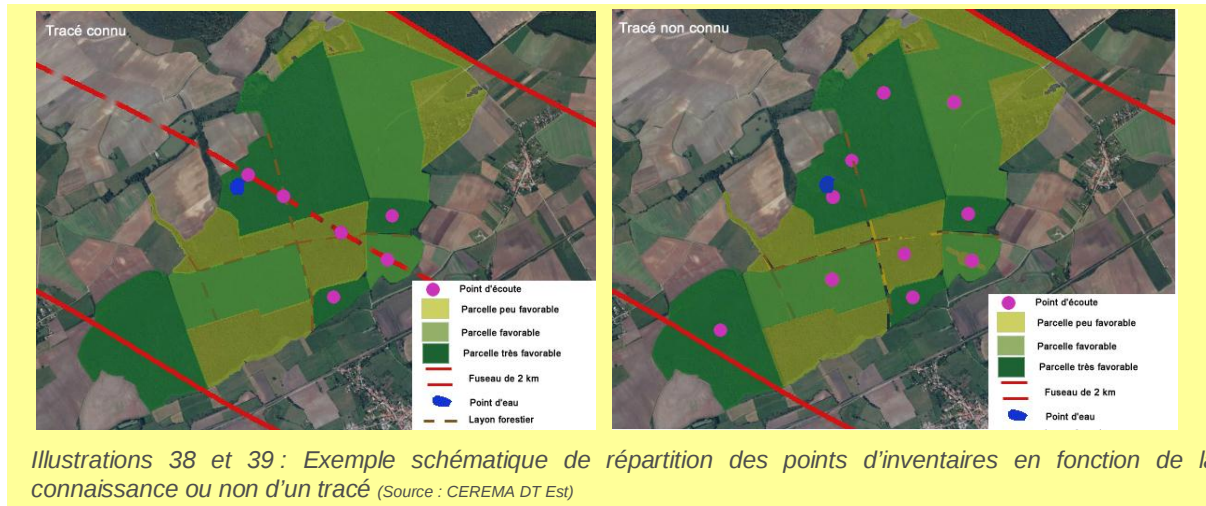 Tracé connu
Point d'écoute
Parcelle peu favorable
Parcelle favorable
Parcelle très favorable
Fuseau de 2 km
Point d'eau
Layon forestier
Tracé non connu
Point d'écoute
Parcelle peu favorable
Parcelle favorable
Parcelle très favorable
Fuseau de 2 km
Point d'eau
Illustrations 38 et 39 : Exemple schématique de répartition des points d'inventaires en fonction de la
connaissance ou non d'un tracé (Source : CEREMA DT Est)